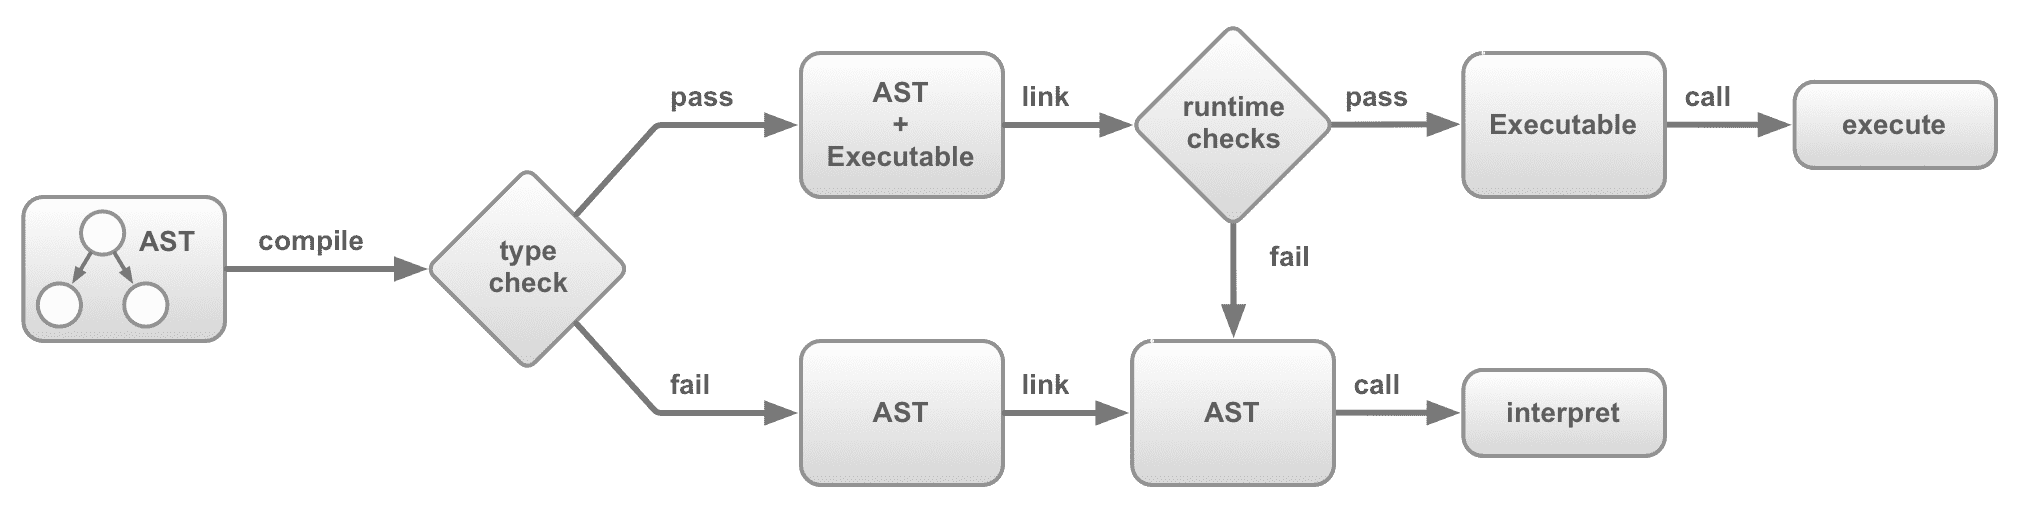 AST
compile
type
check
pass
AST
+
Executable
link
runtime
checks
pass
Executable
call
execute
fail
fail
AST
link
AST
call
interpret